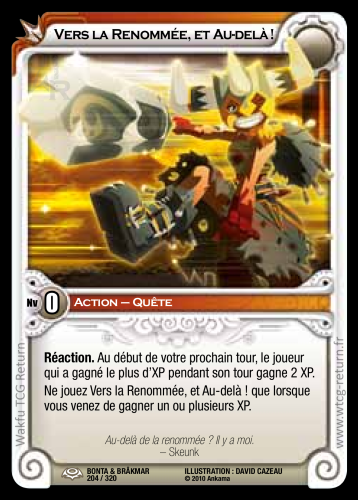 Vers la Renommée, et Au-delà !
Nv 0 Action – Quête
Réaction. Au début de votre prochain tour, le joueur
qui a gagné le plus d'XP pendant son tour gagne 2 XP.
Ne jouez Vers la Renommée, et Au-delà ! que lorsque
vous venez de gagner un ou plusieurs XP.
Au-delà de la renommée ? Il y a moi.
– Skeunk
BONTA & BRÂKMAR
204 / 320
ILLUSTRATION : DAVID CAZEAU
© 2010 Ankama
Wakfu TCG Return
www.wtcg-return.fr